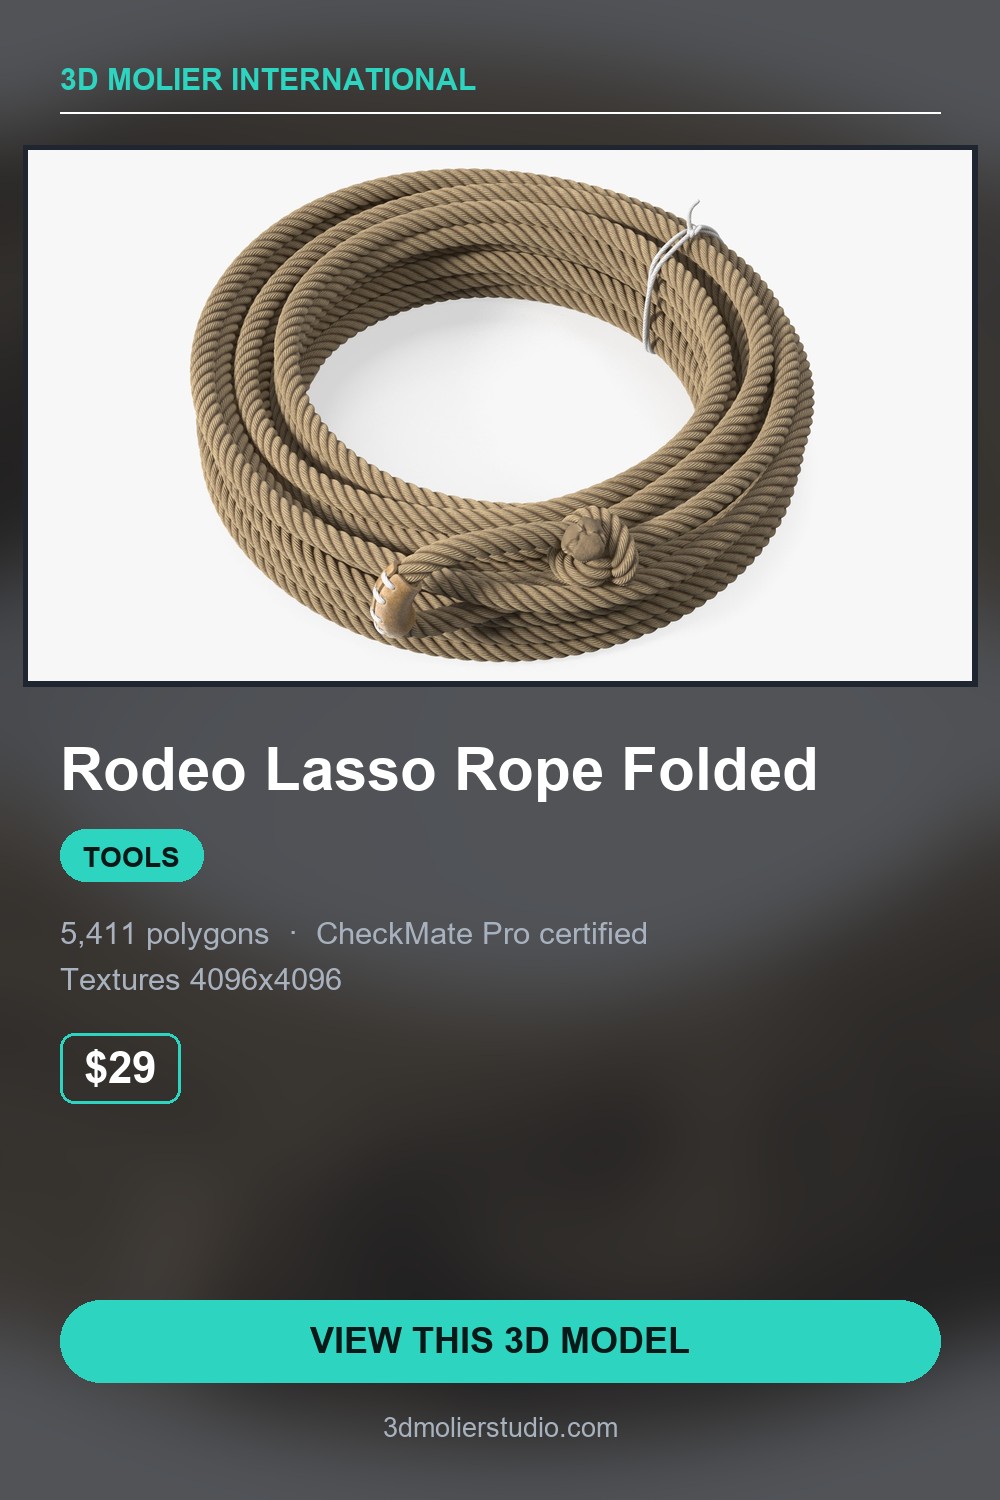 3D MOLIER INTERNATIONAL
Rodeo Lasso Rope Folded
TOOLS
5,411 polygons · CheckMate Pro certified
Textures 4096x4096
$29
VIEW THIS 3D MODEL
3dmolierstudio.com